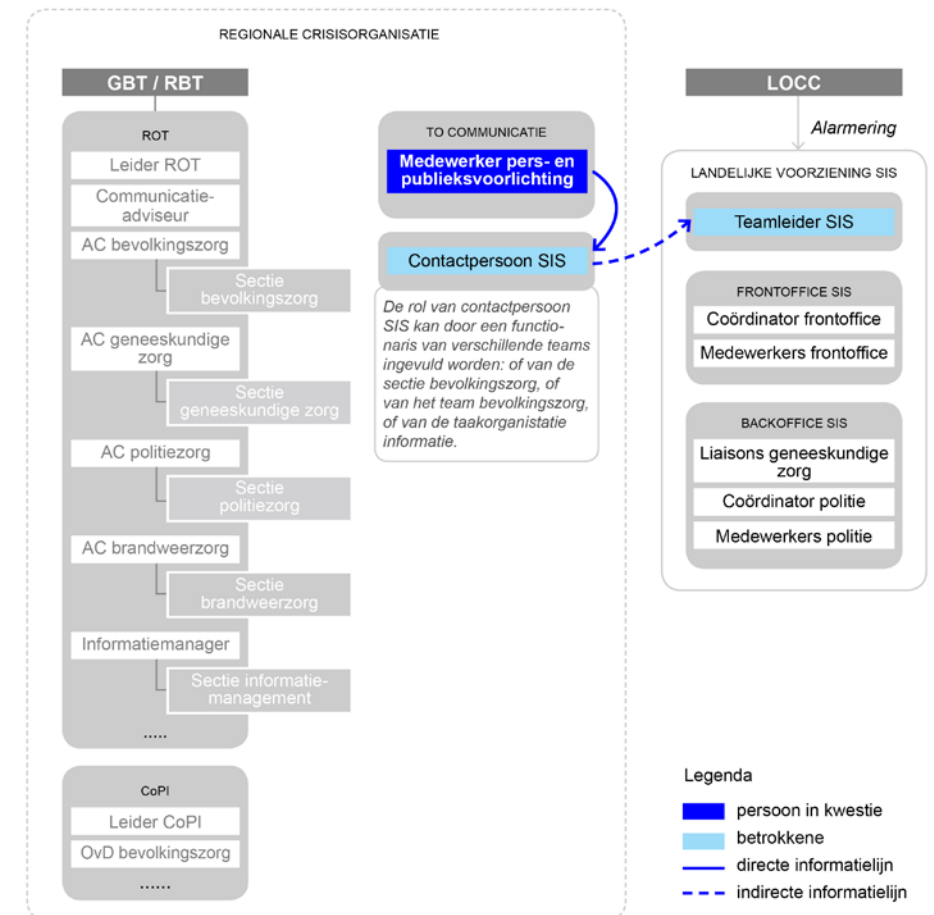 REGIONALE CRISISORGANISATIE
GBT / RBT
ROT
Leider ROT
Communicatie-
adviseur
AC bevolkingszorg
Sectie
bevolkingszorg
AC geneeskundige
zorg
Sectie
geneeskundige zorg
AC politiezorg
Sectie
politiezorg
AC brandweerzorg
Sectie
brandweerzorg
Informatiemanager
Sectie informatie-
management
.....
CoPI
Leider CoPI
OvD bevolkingszorg
......
TO COMMUNICATIE
Medewerker pers- en
publieksvoorlichting
Contactpersoon SIS
De rol van contactpersoon
SIS kan door een functio-
naris van verschillende teams
ingevuld worden: of van de
sectie bevolkingszorg, of
van het team bevolkingszorg,
of van de taakorganistatie
informatie.
LOCC
Alarmering
LANDELIJKE VOORZIENING SIS
Teamleider SIS
FRONTOFFICE SIS
Coördinator frontoffice
Medewerkers frontoffice
BACKOFFICE SIS
Liaisons geneeskundige
zorg
Coördinator politie
Medewerkers politie
Legenda
persoon in kwestie
betrokkene
directe informatielijn
indirecte informatielijn